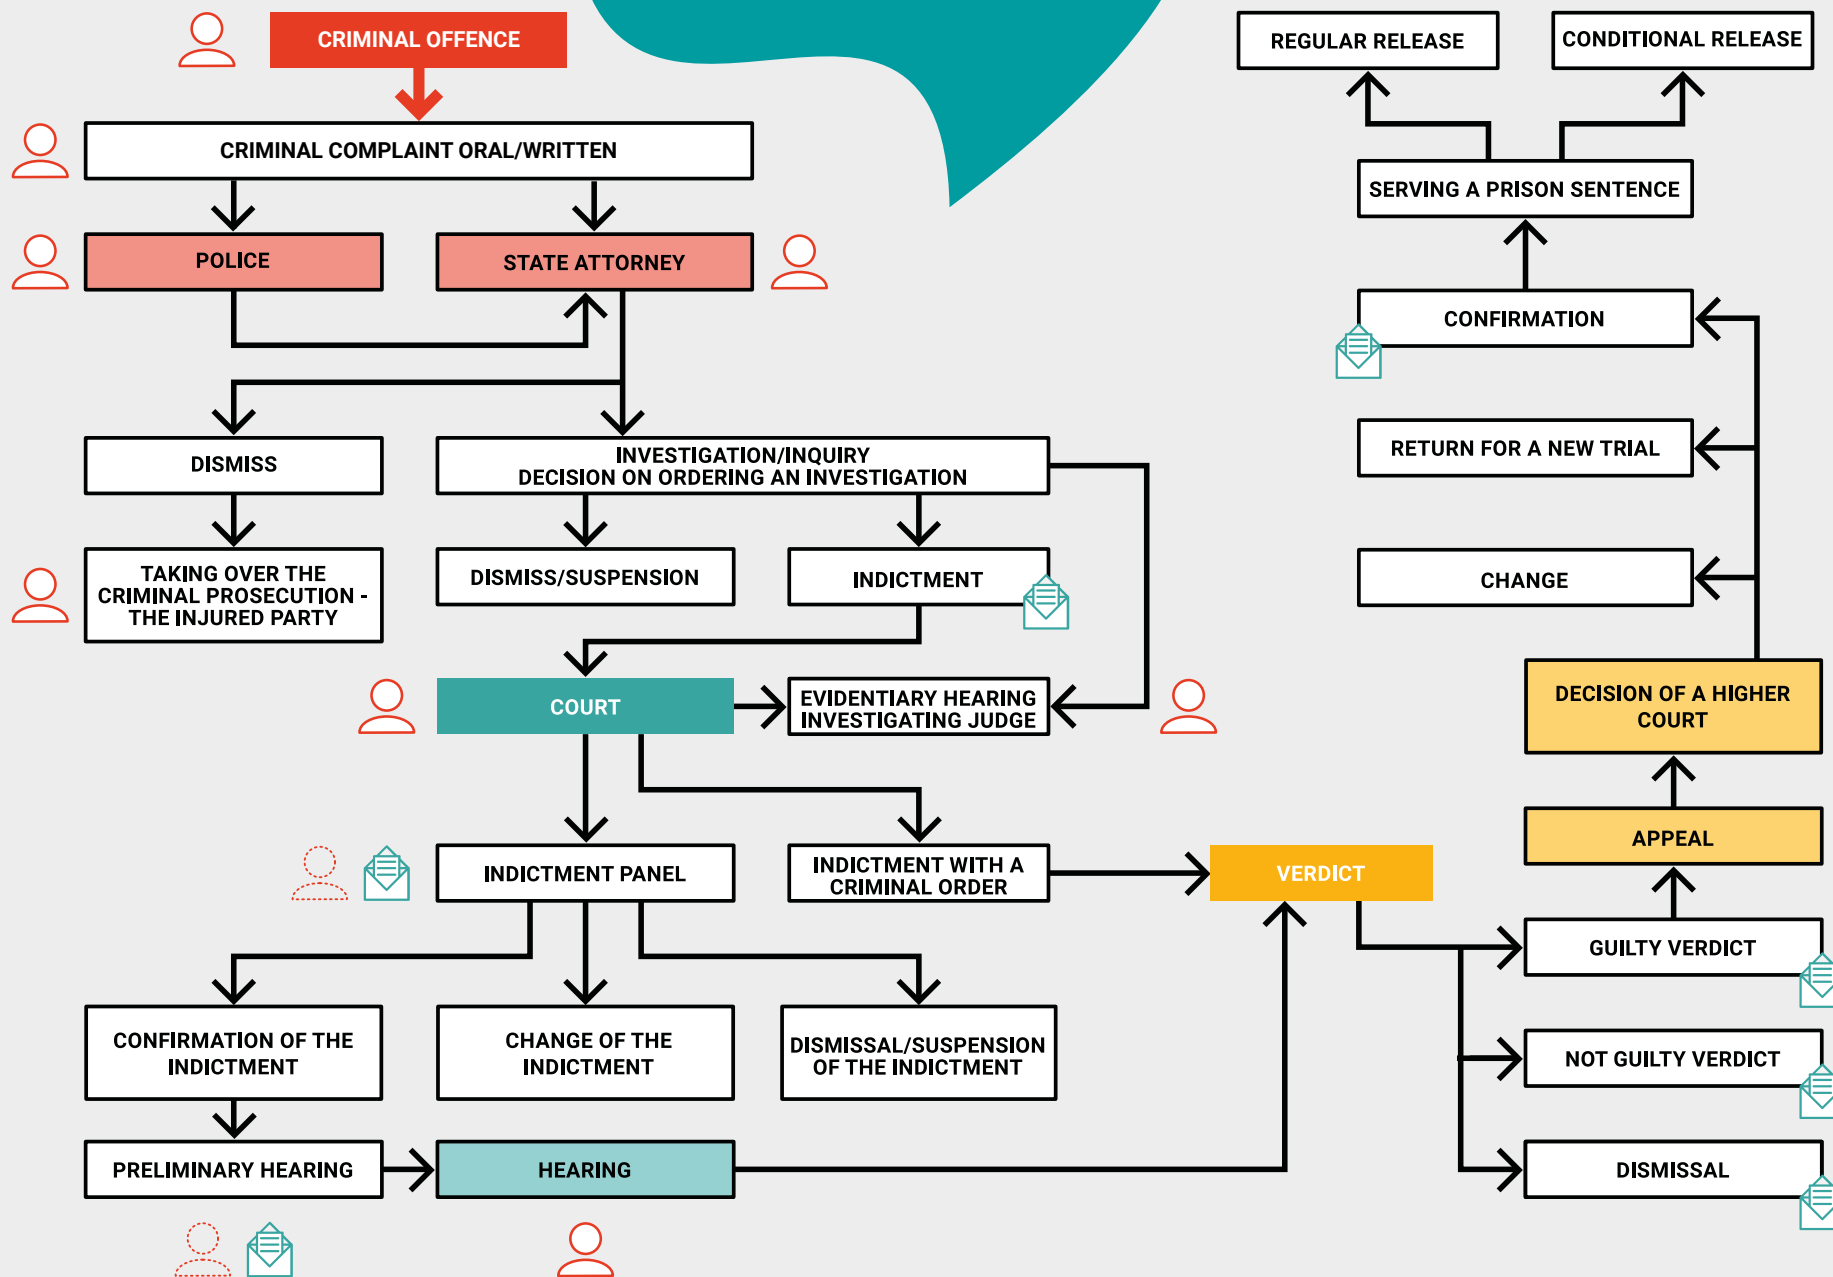 CRIMINAL OFFENCE
CRIMINAL COMPLAINT ORAL/WRITTEN
POLICE
STATE ATTORNEY
DISMISS
INVESTIGATION/INQUIRY
DECISION ON ORDERING AN INVESTIGATION
TAKING OVER THE
CRIMINAL PROSECUTION -
THE INJURED PARTY
DISMISS/SUSPENSION
INDICTMENT
COURT
EVIDENTIARY HEARING
INVESTIGATING JUDGE
INDICTMENT PANEL
INDICTMENT WITH A
CRIMINAL ORDER
CONFIRMATION OF THE
INDICTMENT
CHANGE OF THE
INDICTMENT
DISMISSAL/SUSPENSION
OF THE INDICTMENT
PRELIMINARY HEARING
HEARING
VERDICT
REGULAR RELEASE
CONDITIONAL RELEASE
SERVING A PRISON SENTENCE
CONFIRMATION
RETURN FOR A NEW TRIAL
CHANGE
DECISION OF A HIGHER
COURT
APPEAL
GUILTY VERDICT
NOT GUILTY VERDICT
DISMISSAL